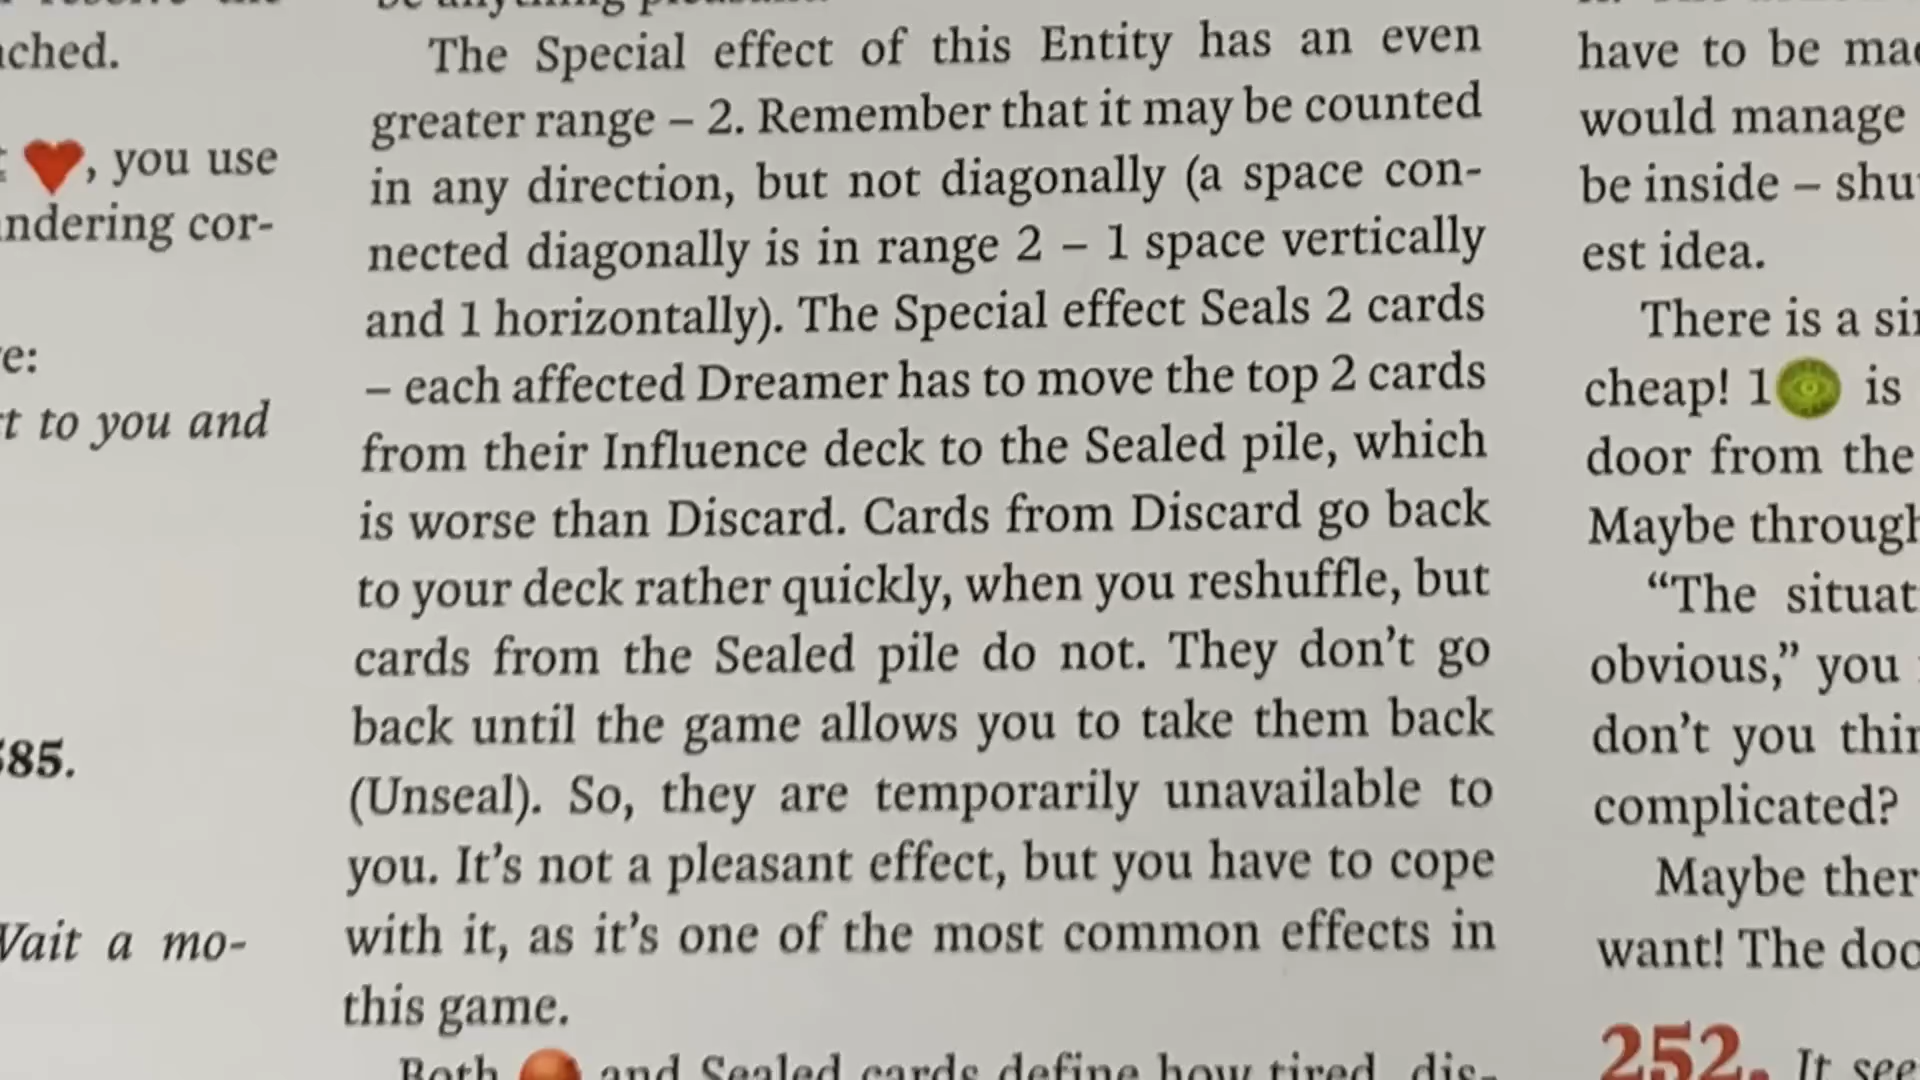 ached.
, you use
ndering cor-
e:
t to you and
585.
Wait a mo-
The Special effect of this Entity has an even
greater range – 2. Remember that it may be counted
in any direction, but not diagonally (a space con-
nected diagonally is in range 2 – 1 space vertically
and 1 horizontally). The Special effect Seals 2 cards
– each affected Dreamer has to move the top 2 cards
from their Influence deck to the Sealed pile, which
is worse than Discard. Cards from Discard go back
to your deck rather quickly, when you reshuffle, but
cards from the Sealed pile do not. They don’t go
back until the game allows you to take them back
(Unseal). So, they are temporarily unavailable to
you. It’s not a pleasant effect, but you have to cope
with it, as it’s one of the most common effects in
this game.
Both and Sealed cards define how tired, dis-
have to be mad
would manage
be inside – shu
est idea.
There is a si
cheap! 1 is
door from the
Maybe through
“The situat
obvious,” you
don’t you thin
complicated?
Maybe ther
want! The doo
252. It see